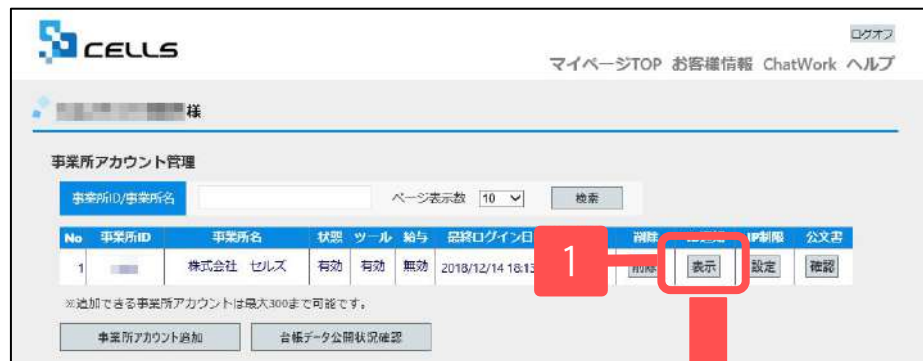 CELLS
ログオフ
マイページTOP お客様情報 ChatWork ヘルプ
様
事業所アカウント管理
事業所ID/事業所名 ページ表示数 10 検索
No 事業所ID 事業所名 状態 ツール 給与 最終ログイン日 削除 IP制限 公文書
1 株式会社 セルズ 有効 有効 無効 2018/12/14 18:13 1 削除 表示 設定 確認
※追加できる事業所アカウントは最大300まで可能です。
事業所アカウント追加 台帳データ公開状況確認